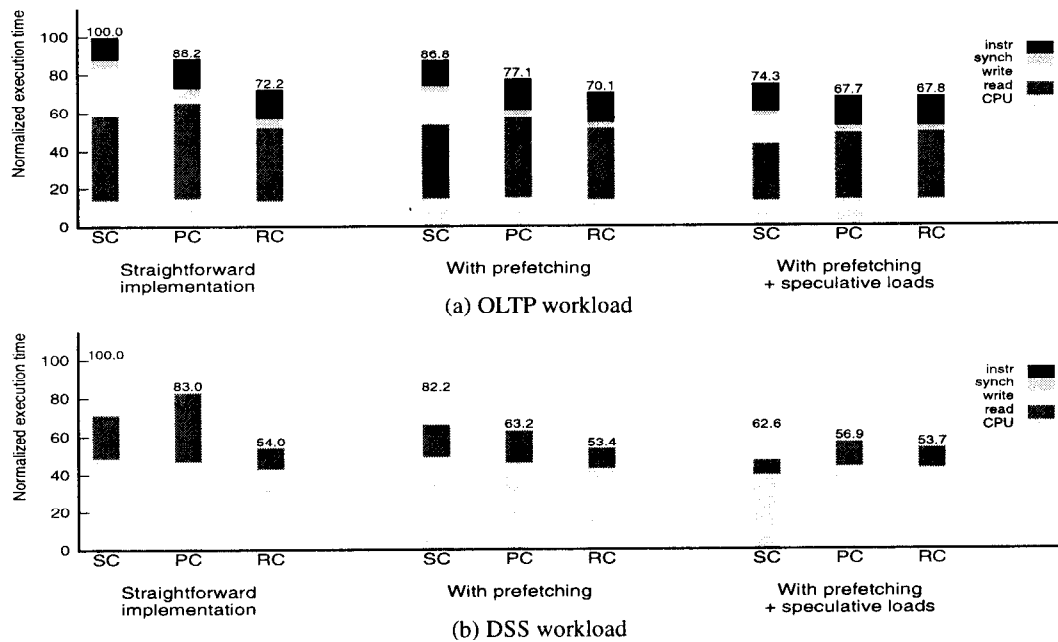 Normalized execution time
100
80
60
40
20
0
100.0
88.2
72.2
86.8
77.1
70.1
74.3
67.7
67.8
instr
synch
write
read
CPU
SC PC RC SC PC RC SC PC RC
Straightforward
implementation
With prefetching
With prefetching
+ speculative loads
(a) OLTP workload
Normalized execution time
100
80
60
40
20
0
100.0
83.0
54.0
82.2
63.2
53.4
62.6
56.9
53.7
instr
synch
write
read
CPU
SC PC RC SC PC RC SC PC RC
Straightforward
implementation
With prefetching
With prefetching
+ speculative loads
(b) DSS workload